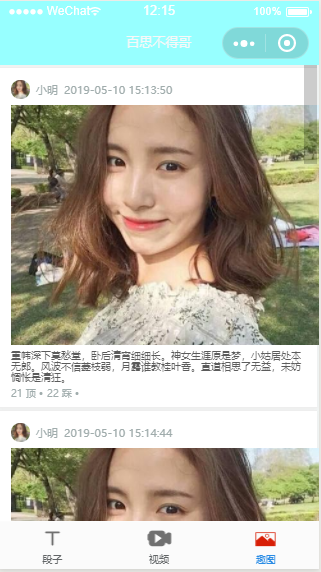 WeChat
12:15
100%
百思不得哥
小明 2019-05-10 15:13:50
重帏深下莫愁堂，卧后清宵细细长。神女生涯原是梦，小姑居处本
无郎。风波不信菱枝弱，月露谁教桂叶香。直道相思了无益，未妨
惆怅是清狂。
21 顶 • 22 踩 •
小明 2019-05-10 15:14:44
段子
视频
趣图